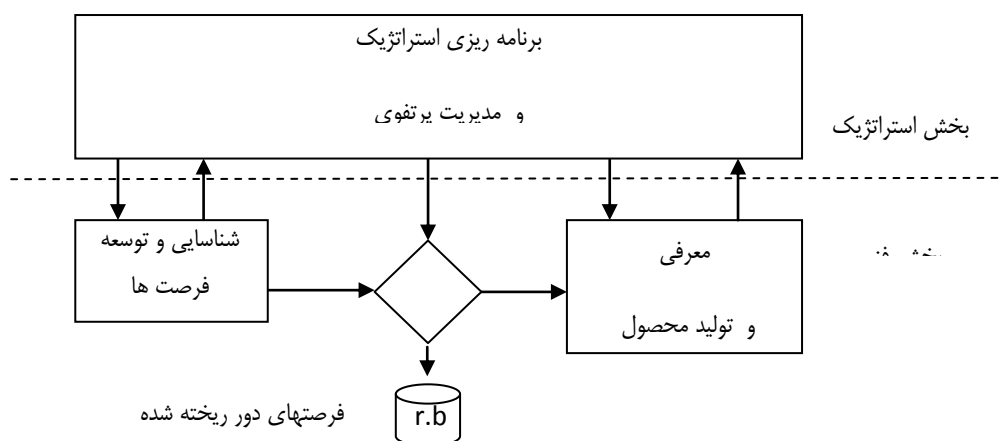 برنامه ریزی استراتژیک
و مدیریت پرتفوی
بخش استراتژیک
شناسایی و توسعه
فرصت ها
معرفی
و تولید محصول
فرصتهای دور ریخته شده
r.b